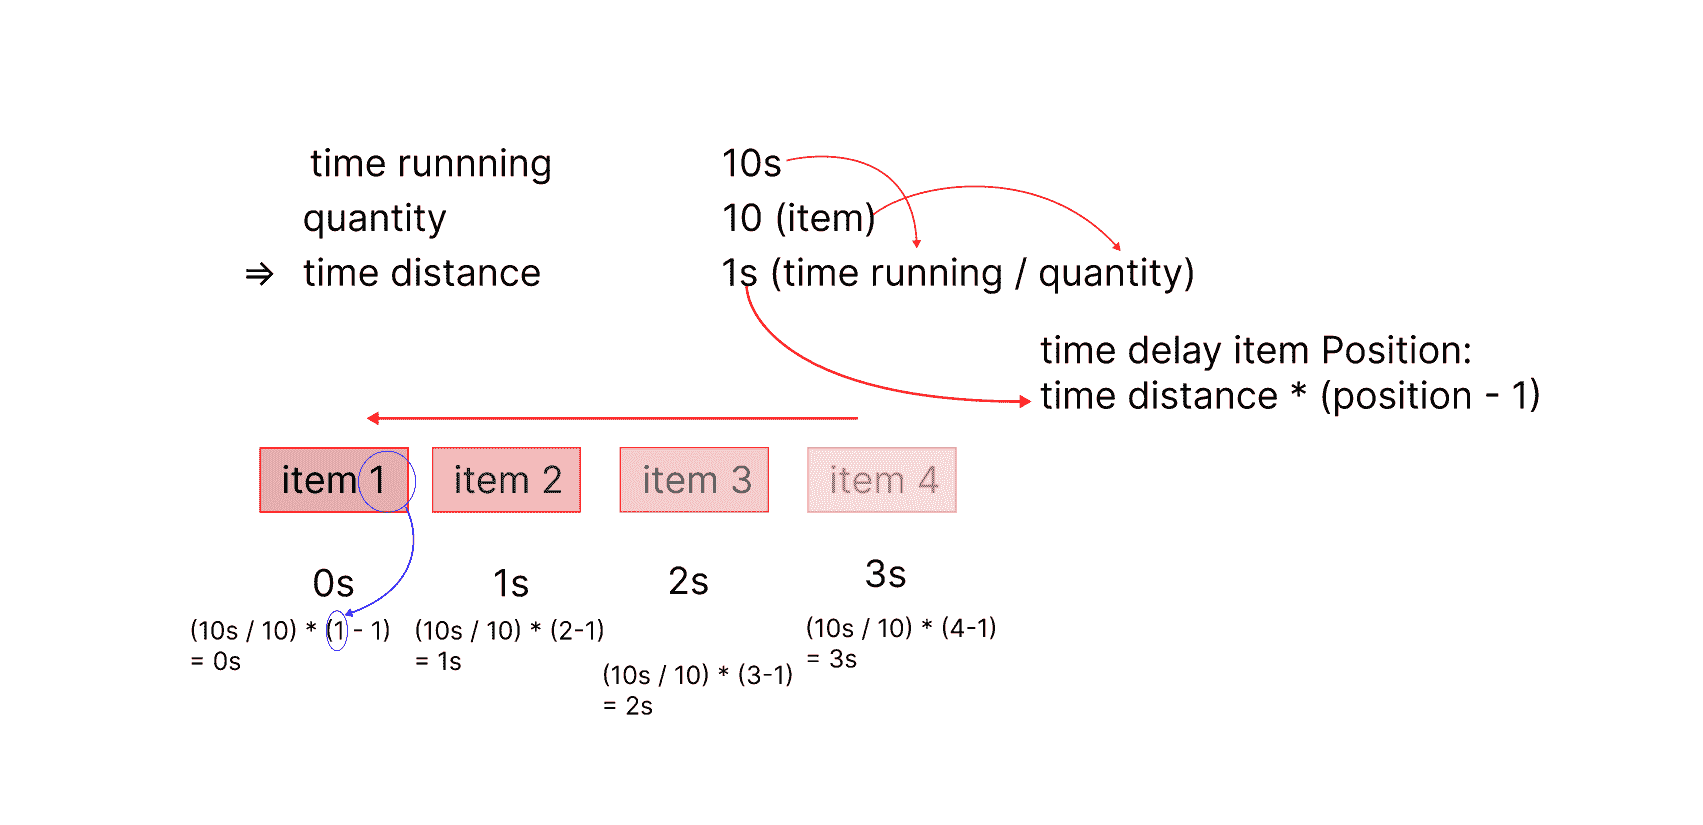 time runnning 10s
quantity 10 (item)
⇒ time distance 1s (time running / quantity)
time delay item Position:
time distance * (position - 1)
item 1 item 2 item 3 item 4
0s 1s 2s 3s
(10s / 10) * (1 - 1)
= 0s
(10s / 10) * (2-1)
= 1s
(10s / 10) * (3-1)
= 2s
(10s / 10) * (4-1)
= 3s